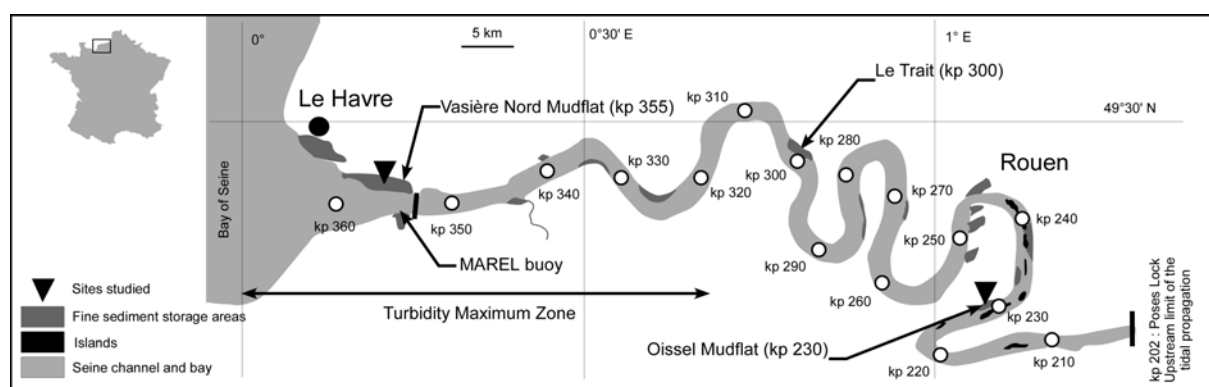 0°
5 km
0°30' E
1° E
Le Trait (kp 300)
Le Havre
Vasière Nord Mudflat (kp 355)
kp 310
49°30' N
kp 280
Rouen
kp 330
kp 300
kp 340
kp 320
kp 270
kp 240
Bay of Seine
kp 360
kp 350
kp 250
MAREL buoy
kp 290
kp 260
Sites studied
Fine sediment storage areas
Turbidity Maximum Zone
kp 230
Islands
Oissel Mudflat (kp 230)
kp 210
Seine channel and bay
kp 220
kp 202 : Poses Lock
Upstream limit of the
tidal propagation